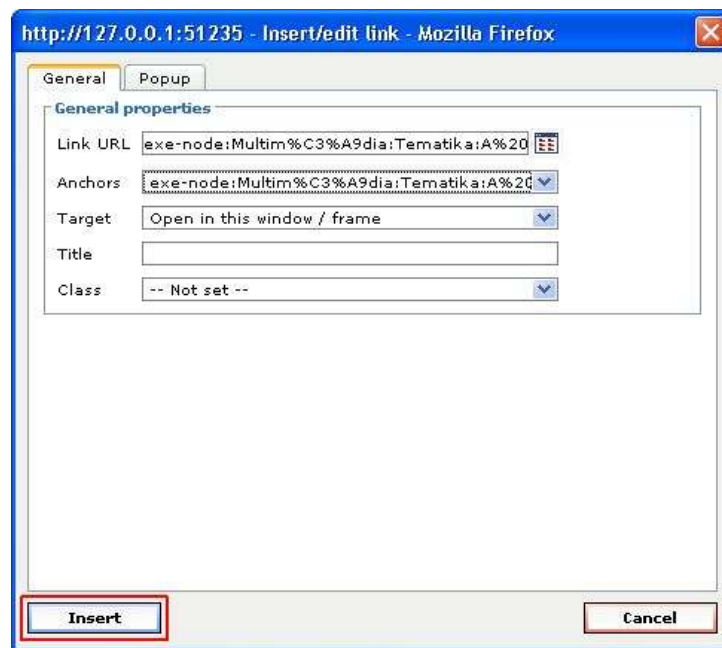 http://127.0.0.1:51235 - Insert/edit link - Mozilla Firefox
General Popup
General properties
Link URL exe-node:Multim%C3%A9dia:Tematika:A%20
Anchors exe-node:Multim%C3%A9dia:Tematika:A%20
Target Open in this window / frame
Title
Class -- Not set --
Insert Cancel